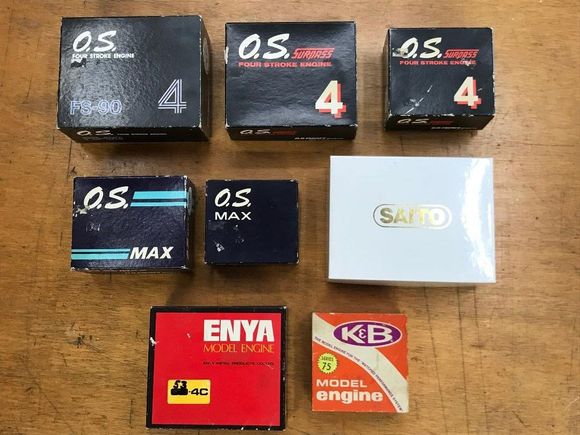 O.S.
FOUR STROKE ENGINE
FS-90
4
O.S. SURPASS
FOUR STROKE ENGINE
4
O.S. SURPASS
FOUR STROKE ENGINE
4
O.S.
MAX
O.S.
MAX
SAITO
ENYA
MODEL ENGINE
-4C
K&B
SERIES
75
MODEL
engine